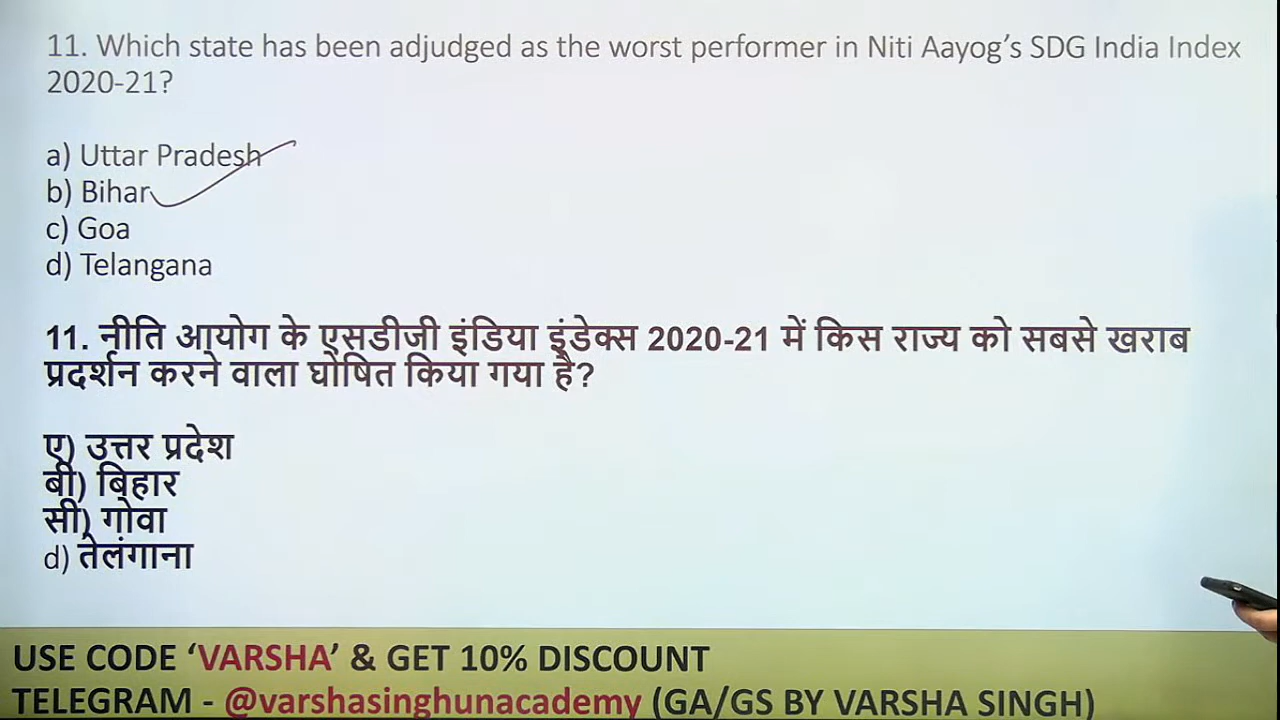 11. Which state has been adjudged as the worst performer in Niti Aayog’s SDG India Index
2020-21?
a) Uttar Pradesh
b) Bihar
c) Goa
d) Telangana
11. नीति आयोग के एसडीजी इंडिया इंडेक्स 2020-21 में किस राज्य को सबसे खराब
प्रदर्शन करने वाला घोषित किया गया है?
ए) उत्तर प्रदेश
बी) बिहार
सी) गोवा
d) तेलंगाना
USE CODE ‘VARSHA’ & GET 10% DISCOUNT
TELEGRAM - @varshasinghunacademy (GA/GS BY VARSHA SINGH)